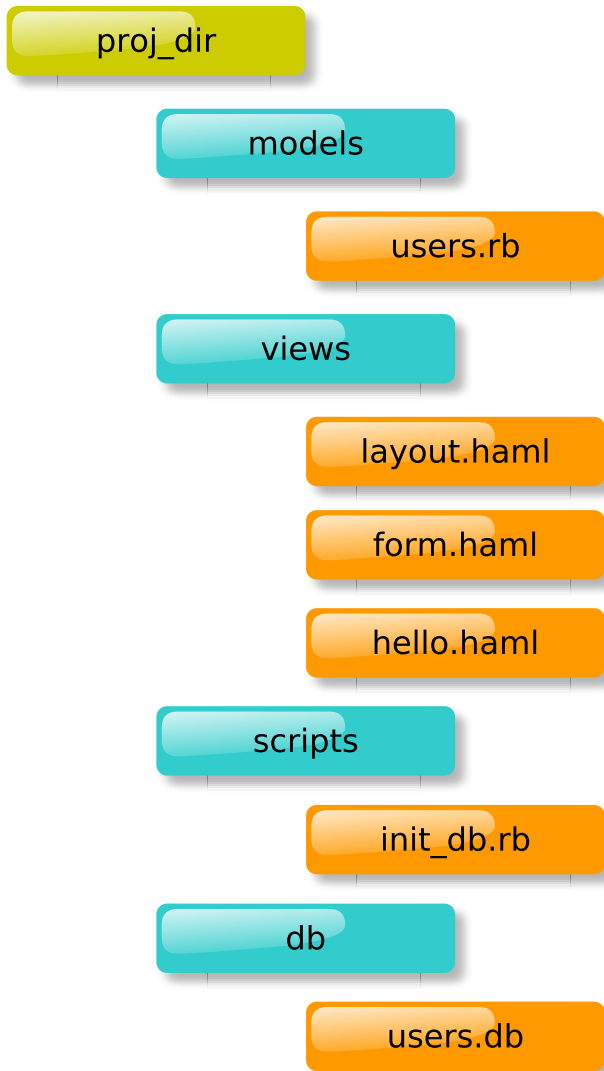 proj_dir
models
users.rb
views
layout.haml
form.haml
hello.haml
scripts
init_db.rb
db
users.db